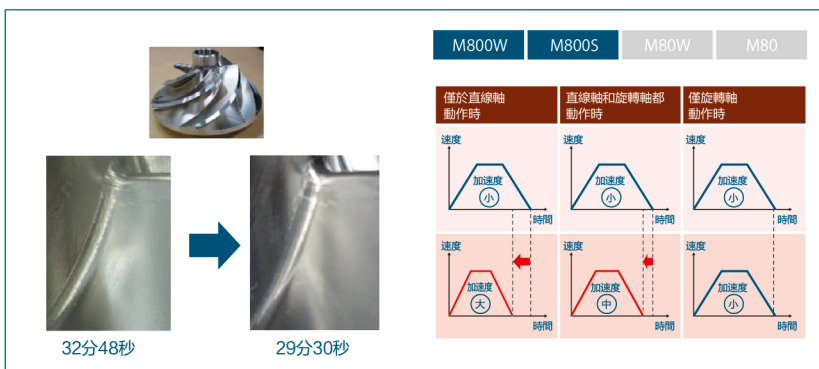 M800W
M800S
M80W
M80
僅於直線軸
動作時
直線軸和旋轉軸都
動作時
僅旋轉軸
動作時
速度
加速度
小
時間
速度
加速度
小
時間
速度
加速度
小
時間
速度
加速度
大
時間
速度
加速度
中
時間
速度
加速度
小
時間
32分48秒
29分30秒